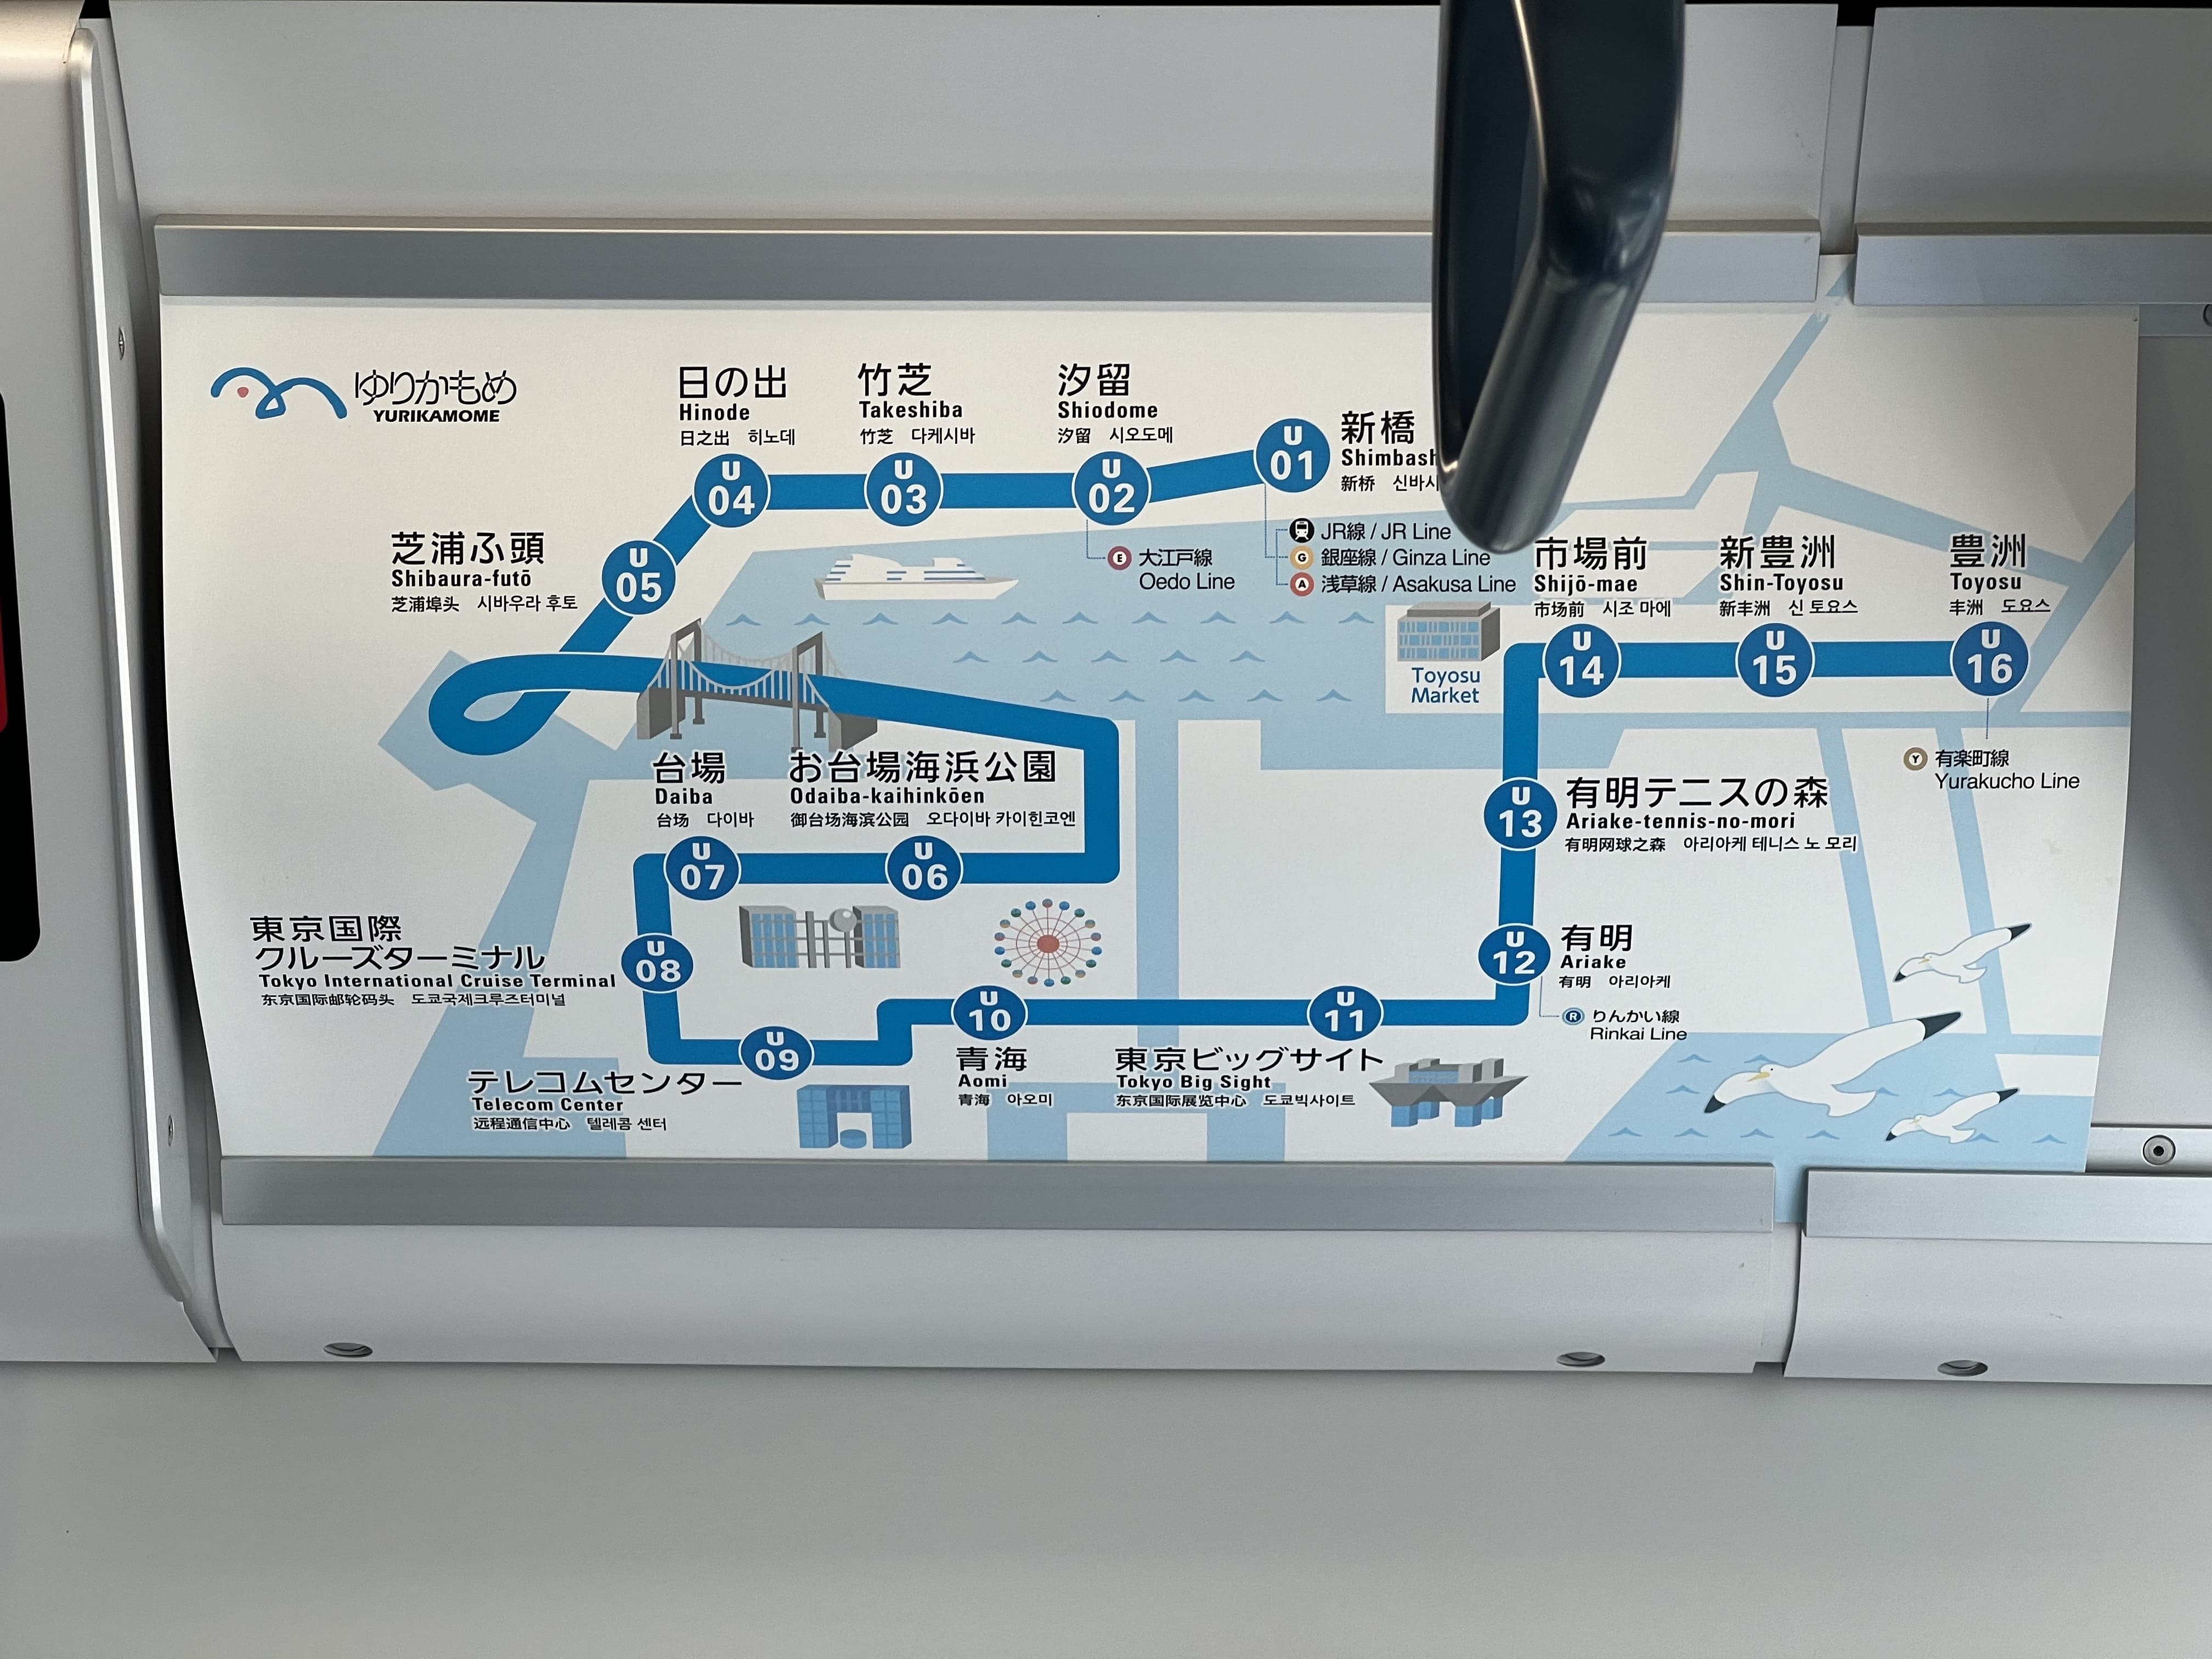 ゆりかもめ
YURIKAMOME
日の出
Hinode
日之出 히노데
U
04
竹芝
Takeshiba
竹芝 다케시바
U
03
汐留
Shiodome
汐留 시오도메
U
02
E 大江戸線
Oedo Line
U
01
新橋
新桥
JR線 / JR Line
G 銀座線 / Ginza Line
A 浅草線 / Asakusa Line
芝浦ふ頭
Shibaura-futō
芝浦埠头 시바우라 후토
U
05
Toyosu
Market
市場前
Shijō-mae
市场前 시조 마에
U
14
新豊洲
Shin-Toyosu
新丰洲 신 토요스
U
15
豊洲
Toyosu
丰洲 도요스
U
16
Y 有楽町線
Yurakucho Line
台場
Daiba
台场 다이바
U
07
お台場海浜公園
Odaiba-kaihinkōen
御台场海滨公园 오다이바 카이힌코엔
U
06
U
13
有明テニスの森
Ariake-tennis-no-mori
有明网球之森 아리아케 테니스 노 모리
東京国際
クルーズターミナル
Tokyo International Cruise Terminal
东京国际邮轮码头 도쿄국제크루즈터미널
U
08
U
12
有明
Ariake
有明 아리아케
R りんかい線
Rinkai Line
U
09
テレコムセンター
Telecom Center
远程通信中心 텔레콤 센터
U
10
青海
Aomi
青海 아오미
U
11
東京ビッグサイト
Tokyo Big Sight
东京国际展览中心 도쿄빅사이트